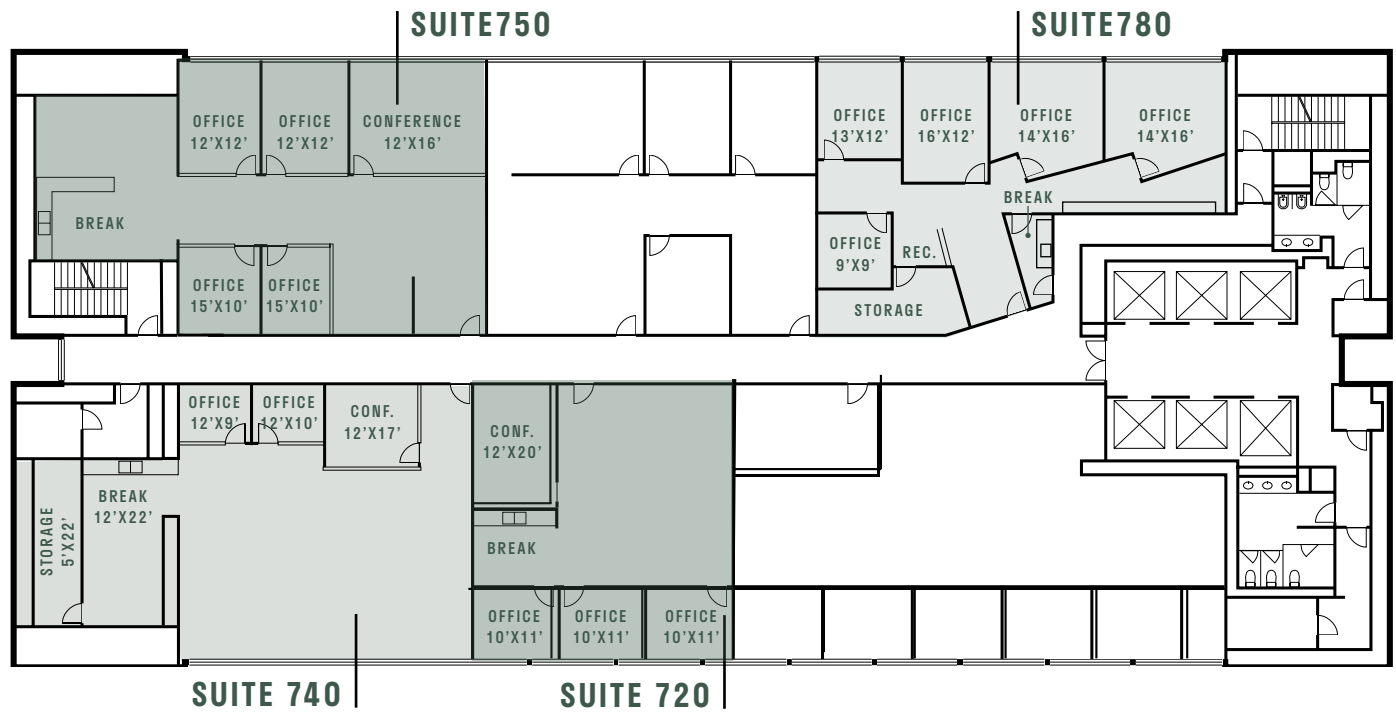 SUITE750
SUITE780
OFFICE
12'X12'
OFFICE
12'X12'
CONFERENCE
12'X16'
OFFICE
13'X12'
OFFICE
16'X12'
OFFICE
14'X16'
OFFICE
14'X16'
BREAK
BREAK
OFFICE
9'X9'
REC.
OFFICE
15'X10'
OFFICE
15'X10'
STORAGE
OFFICE
12'X9'
OFFICE
12'X10'
CONF.
12'X17'
CONF.
12'X20'
STORAGE
5'X22'
BREAK
12'X22'
BREAK
OFFICE
10'X11'
OFFICE
10'X11'
OFFICE
10'X11'
SUITE 740
SUITE 720